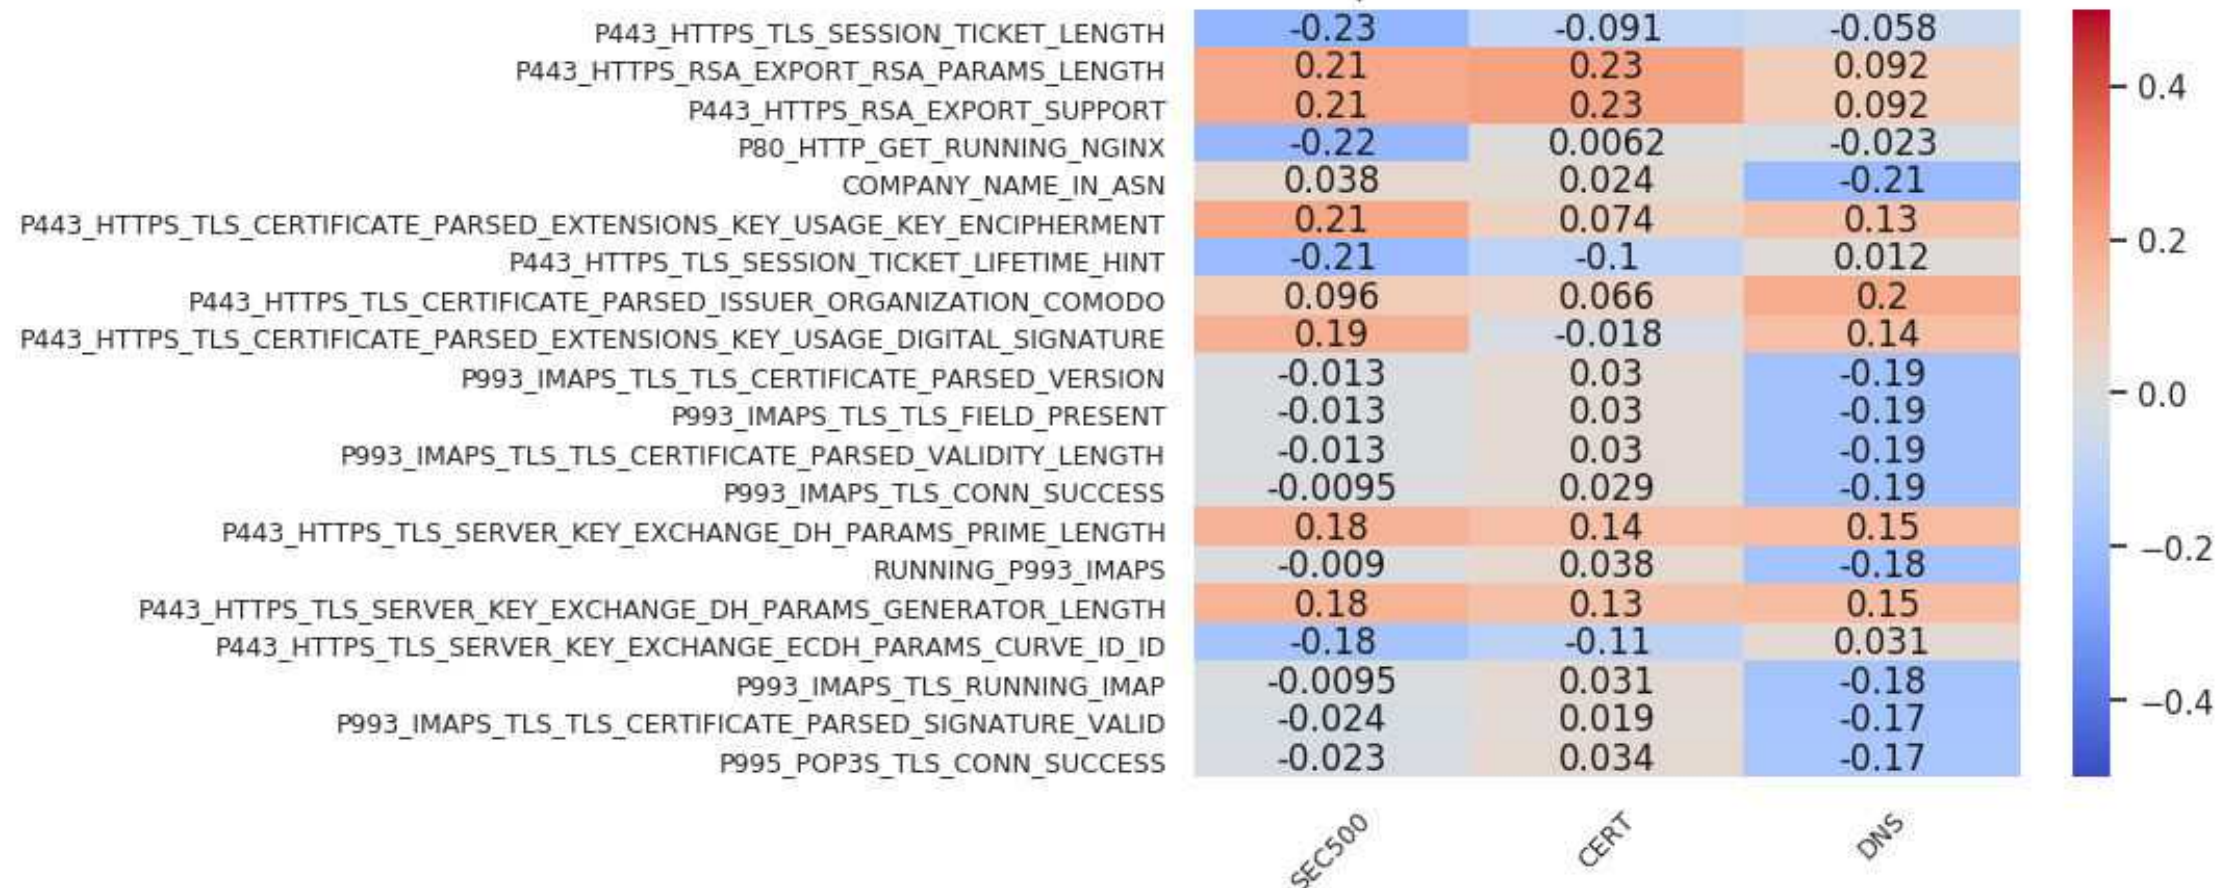 P443_HTTPS_TLS_SESSION_TICKET_LENGTH -0.23 -0.091 -0.058
P443_HTTPS_RSA_EXPORT_RSA_PARAMS_LENGTH 0.21 0.23 0.092
P443_HTTPS_RSA_EXPORT_SUPPORT 0.21 0.23 0.092
P80_HTTP_GET_RUNNING_NGINX -0.22 0.0062 -0.023
COMPANY_NAME_IN_ASN 0.038 0.024 -0.21
P443_HTTPS_TLS_CERTIFICATE_PARSED_EXTENSIONS_KEY_USAGE_KEY_ENCIPHERMENT 0.21 0.074 0.13
P443_HTTPS_TLS_SESSION_TICKET_LIFETIME_HINT -0.21 -0.1 0.012
P443_HTTPS_TLS_CERTIFICATE_PARSED_ISSUER_ORGANIZATION_COMODO 0.096 0.066 0.2
P443_HTTPS_TLS_CERTIFICATE_PARSED_EXTENSIONS_KEY_USAGE_DIGITAL_SIGNATURE 0.19 -0.018 0.14
P993_IMAPS_TLS_TLS_CERTIFICATE_PARSED_VERSION -0.013 0.03 -0.19
P993_IMAPS_TLS_TLS_FIELD_PRESENT -0.013 0.03 -0.19
P993_IMAPS_TLS_TLS_CERTIFICATE_PARSED_VALIDITY_LENGTH -0.013 0.03 -0.19
P993_IMAPS_TLS_CONN_SUCCESS -0.0095 0.029 -0.19
P443_HTTPS_TLS_SERVER_KEY_EXCHANGE_DH_PARAMS_PRIME_LENGTH 0.18 0.14 0.15
RUNNING_P993_IMAPS -0.009 0.038 -0.18
P443_HTTPS_TLS_SERVER_KEY_EXCHANGE_DH_PARAMS_GENERATOR_LENGTH 0.18 0.13 0.15
P443_HTTPS_TLS_SERVER_KEY_EXCHANGE_ECDH_PARAMS_CURVE_ID_ID -0.18 -0.11 0.031
P993_IMAPS_TLS_RUNNING_IMAP -0.0095 0.031 -0.18
P993_IMAPS_TLS_TLS_CERTIFICATE_PARSED_SIGNATURE_VALID -0.024 0.019 -0.17
P995_POP3S_TLS_CONN_SUCCESS -0.023 0.034 -0.17
SEC500 CERT DNS
0.4
0.2
0.0
−0.2
−0.4